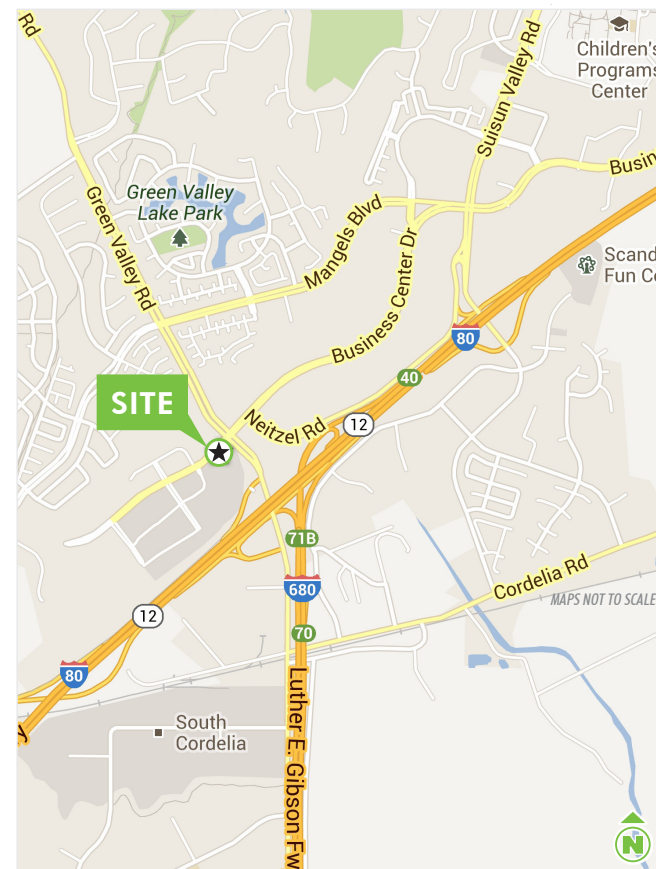 Rd
Children's
Programs
Center
Suisun Valley Rd
Busin
Green Valley
Lake Park
Green Valley Rd
Mangels Blvd
Business Center Dr
Scand
Fun Ce
80
40
SITE
Neitzel Rd
12
71B
680
Cordelia Rd
MAPS NOT TO SCALE
12
70
80
South
Cordelia
Luther E. Gibson Fw
y
N